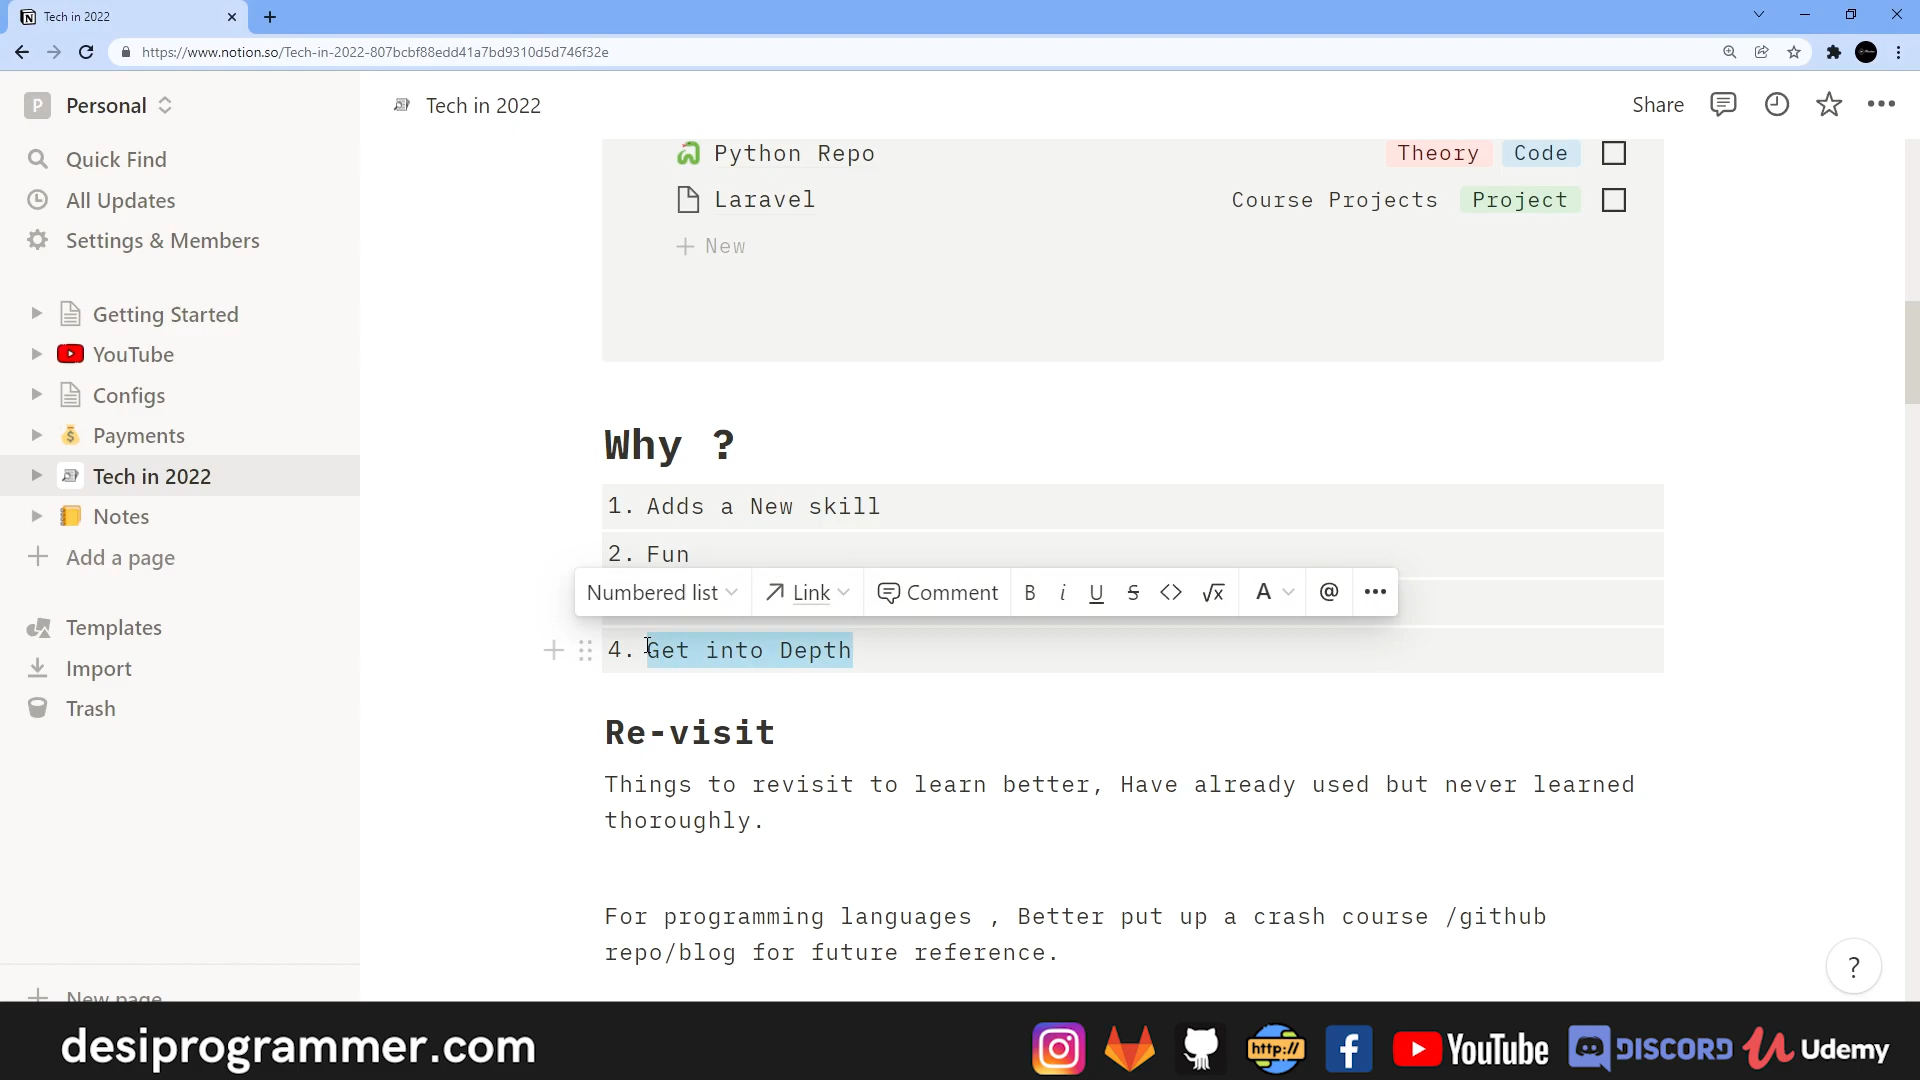 Tech in 2022
https://www.notion.so/Tech-in-2022-807bcbf88edd41a7bd9310d5d746f32e
P Personal
Quick Find
All Updates
Settings & Members
Getting Started
YouTube
Configs
Payments
Tech in 2022
Notes
Add a page
Templates
Import
Trash
New page
Tech in 2022
Share
Python Repo Theory Code
Laravel Course Projects Project
New
Why ?
1. Adds a New skill
2. Fun
Numbered list Link Comment B i U S <> √x A @ •••
4. Get into Depth
Re-visit
Things to revisit to learn better, Have already used but never learned
thoroughly.
For programming languages , Better put up a crash course /github
repo/blog for future reference.
?
desiprogrammer.com
http://
YouTube
DISCORD
Udemy